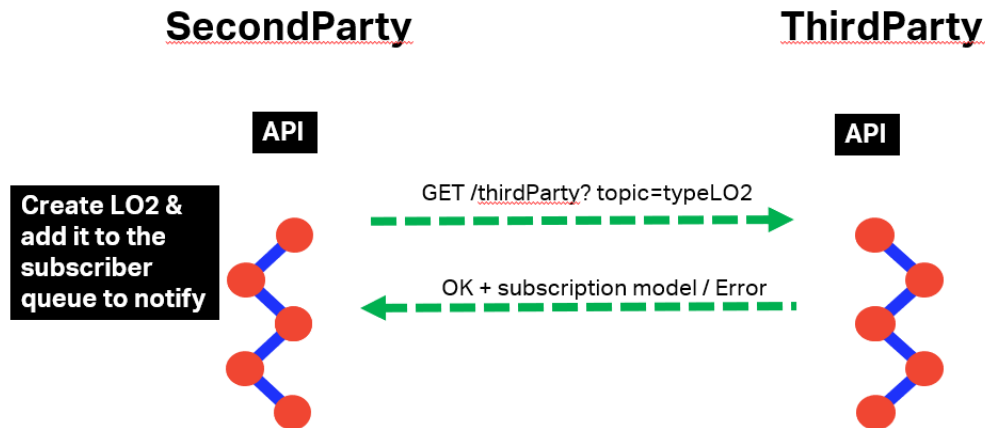 SecondParty
ThirdParty
API
API
GET /thirdParty? topic=typeLO2
Create LO2 &
add it to the
subscriber
queue to notify
OK + subscription model / Error